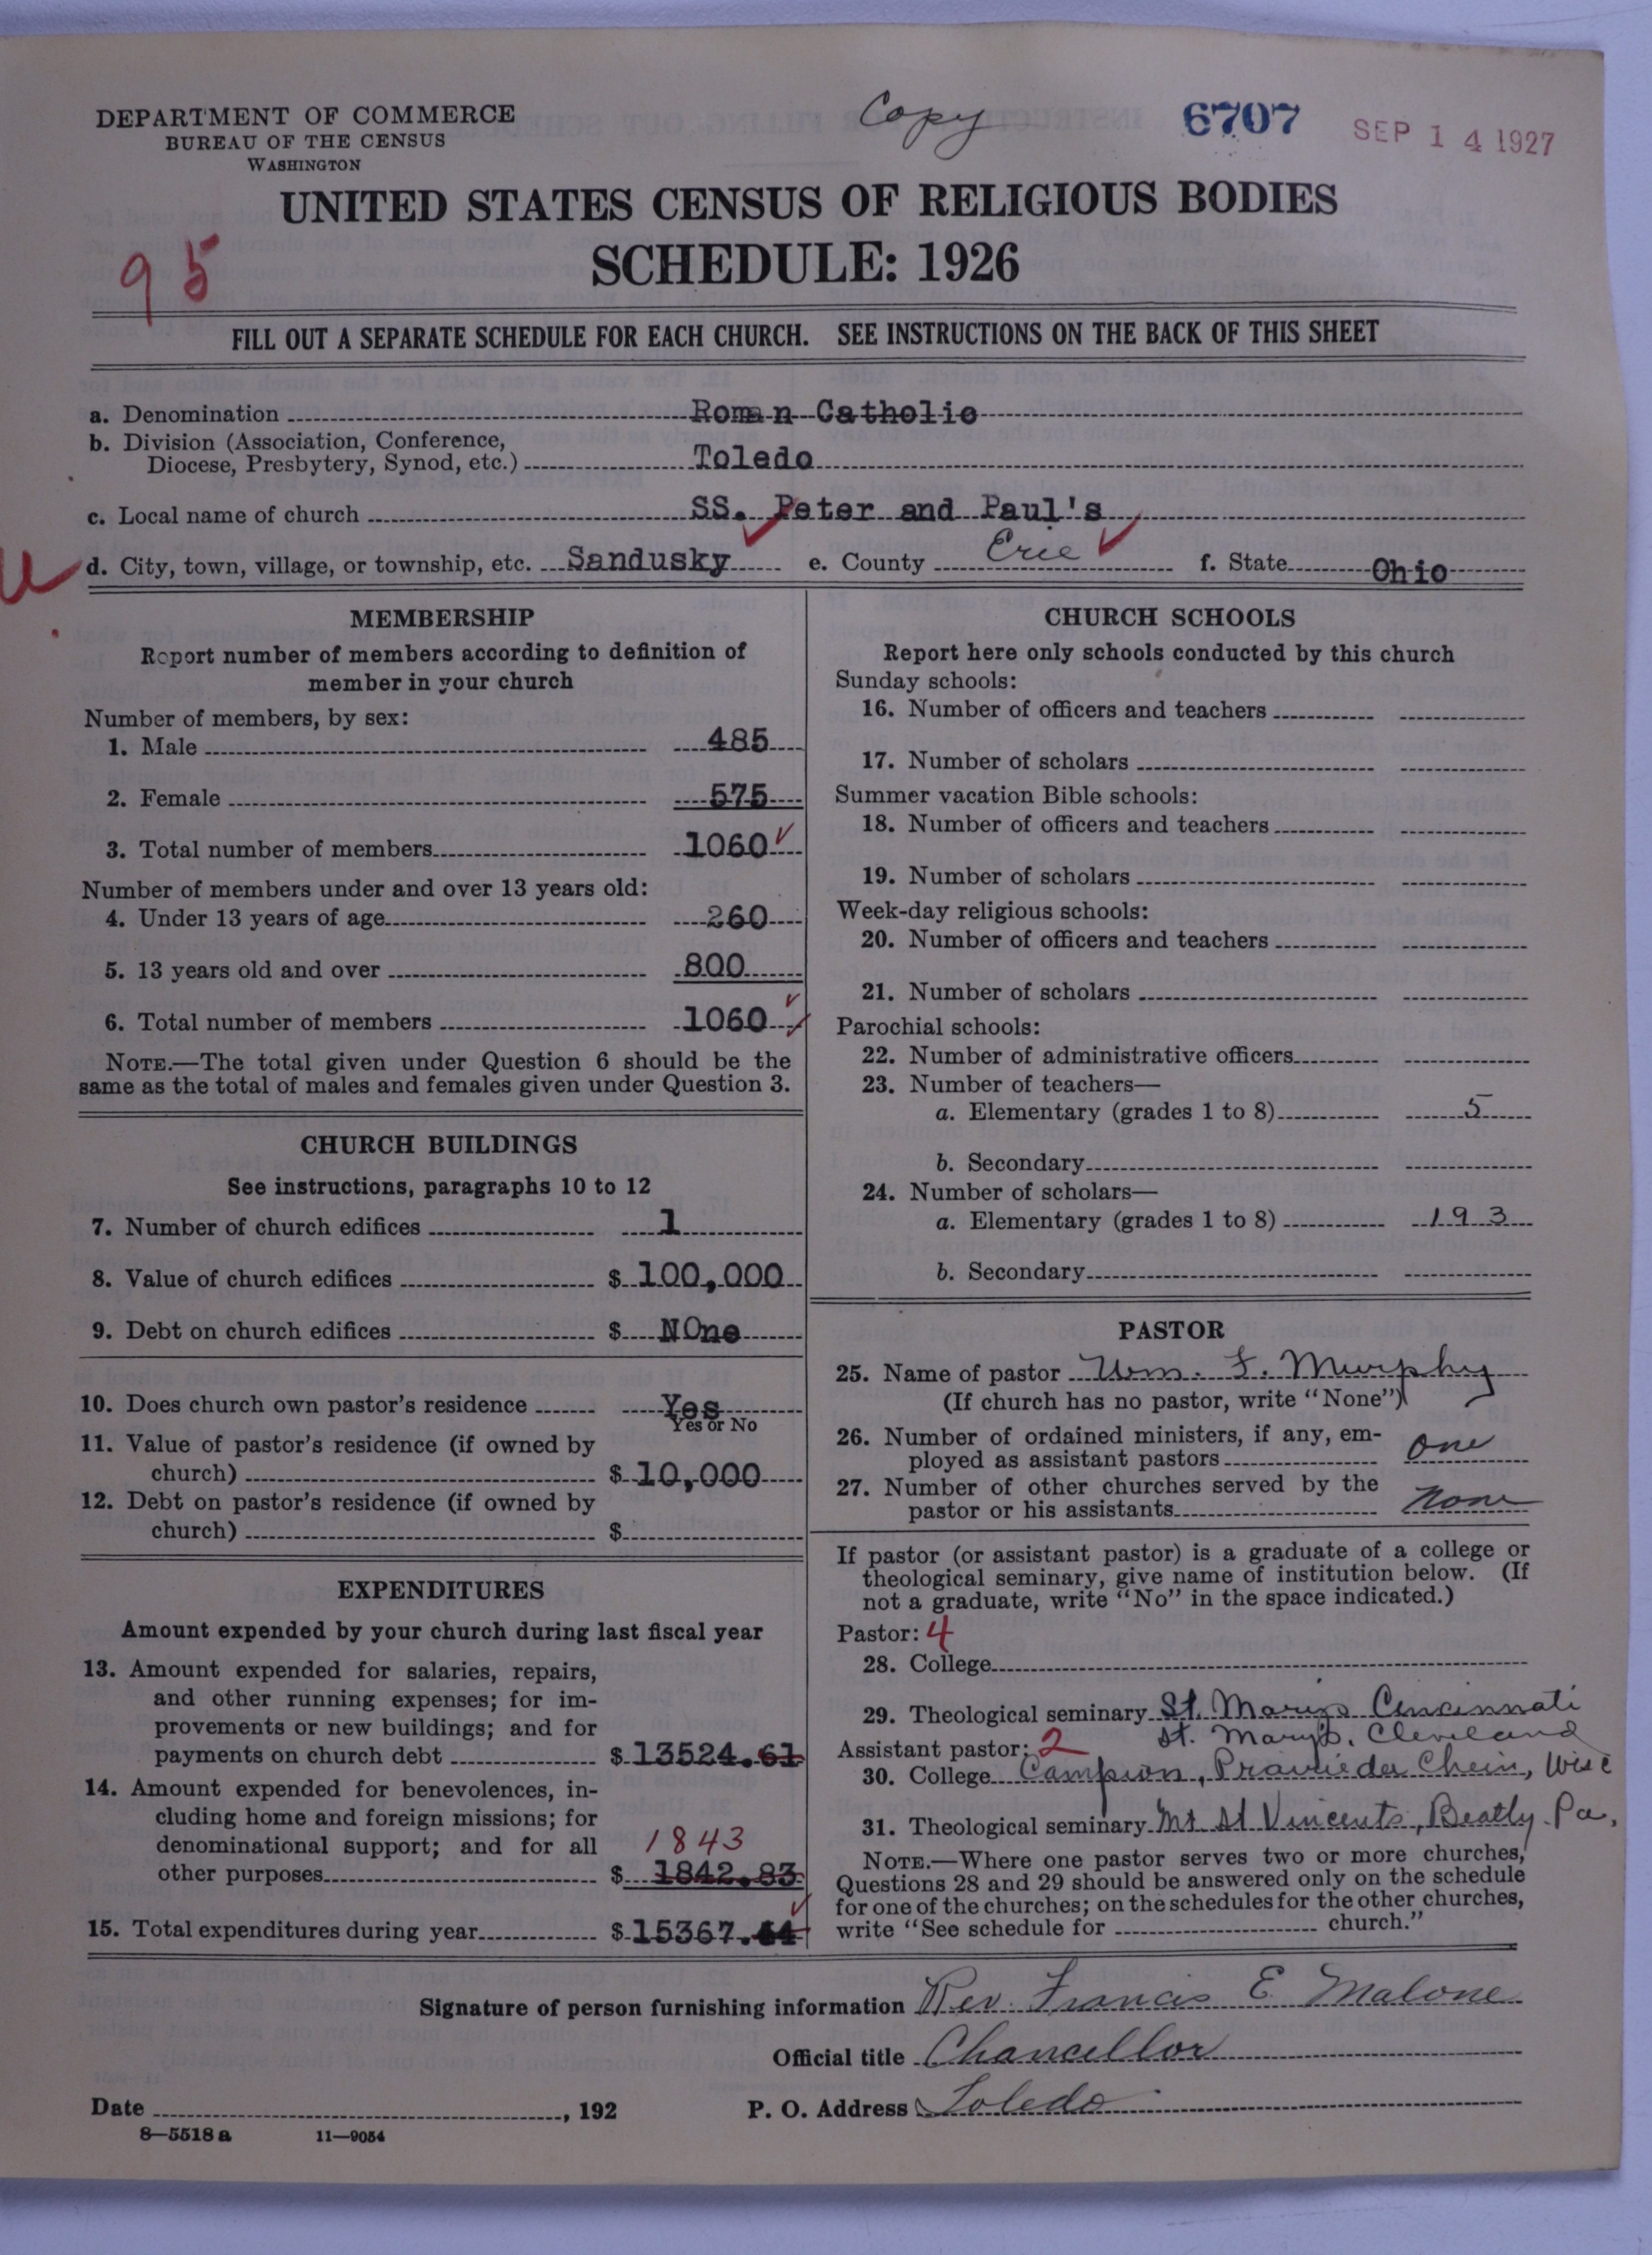 DEPARTMENT OF COMMERCE
BUREAU OF THE CENSUS
WASHINGTON
Copy
6707
SEP 14 1927
UNITED STATES CENSUS OF RELIGIOUS BODIES
SCHEDULE: 1926
95
FILL OUT A SEPARATE SCHEDULE FOR EACH CHURCH. SEE INSTRUCTIONS ON THE BACK OF THIS SHEET
a. Denomination Roman Catholic
b. Division (Association, Conference,
Diocese, Presbytery, Synod, etc.) Toledo
c. Local name of church SS. Peter and Paul's
d. City, town, village, or township, etc. Sandusky e. County Erie f. State Ohio
MEMBERSHIP
Report number of members according to definition of
member in your church
Number of members, by sex:
1. Male 485
2. Female 575
3. Total number of members 1060
Number of members under and over 13 years old:
4. Under 13 years of age 260
5. 13 years old and over 800
6. Total number of members 1060
NOTE.—The total given under Question 6 should be the
same as the total of males and females given under Question 3.
CHURCH BUILDINGS
See instructions, paragraphs 10 to 12
7. Number of church edifices 1
8. Value of church edifices $ 100,000
9. Debt on church edifices $ NOne
10. Does church own pastor's residence Yes
Yes or No
11. Value of pastor's residence (if owned by
church) $ 10,000
12. Debt on pastor's residence (if owned by
church) $
EXPENDITURES
Amount expended by your church during last fiscal year
13. Amount expended for salaries, repairs,
and other running expenses; for im-
provements or new buildings; and for
payments on church debt $ 13524.61
14. Amount expended for benevolences, in-
cluding home and foreign missions; for
denominational support; and for all 1843
other purposes $ 1842.83
15. Total expenditures during year $ 15367.44
CHURCH SCHOOLS
Report here only schools conducted by this church
Sunday schools:
16. Number of officers and teachers
17. Number of scholars
Summer vacation Bible schools:
18. Number of officers and teachers
19. Number of scholars
Week-day religious schools:
20. Number of officers and teachers
21. Number of scholars
Parochial schools:
22. Number of administrative officers
23. Number of teachers—
a. Elementary (grades 1 to 8) 5
b. Secondary
24. Number of scholars—
a. Elementary (grades 1 to 8) 193
b. Secondary
PASTOR
25. Name of pastor Wm. F. Murphy
(If church has no pastor, write "None")
26. Number of ordained ministers, if any, em-
ployed as assistant pastors one
27. Number of other churches served by the
pastor or his assistants none
If pastor (or assistant pastor) is a graduate of a college or
theological seminary, give name of institution below. (If
not a graduate, write "No" in the space indicated.)
Pastor: 4
28. College
29. Theological seminary St. Marys Cincinnati
St. Mary's. Cleveland
Assistant pastor: 2
30. College Campion, Prairie du Chein, Wisc
31. Theological seminary Mt St Vincents, Beatty Pa.
NOTE.—Where one pastor serves two or more churches,
Questions 28 and 29 should be answered only on the schedule
for one of the churches; on the schedules for the other churches,
write "See schedule for church."
Signature of person furnishing information Rev. Francis E Malone
Official title Chancellor
Date , 192 P. O. Address Toledo
8—5518 a 11—9054